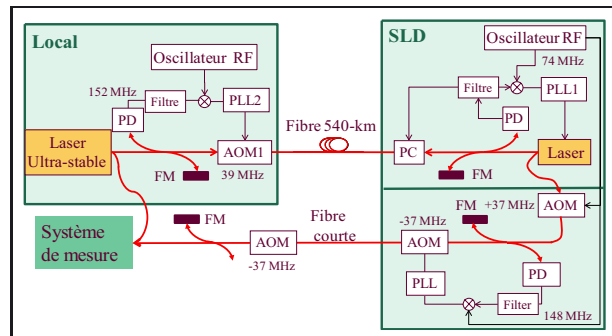 Local
Oscillateur RF
152 MHz
Filtre
PLL2
PD
Laser
Ultra-stable
AOM1
FM
39 MHz
Fibre 540-km
SLD
Oscillateur RF
74 MHz
Filtre
PLL1
PD
PC
Laser
FM
Système
de mesure
FM
AOM
-37 MHz
Fibre
courte
FM
+37 MHz
AOM
-37 MHz
AOM
PD
PLL
Filter
148 MHz